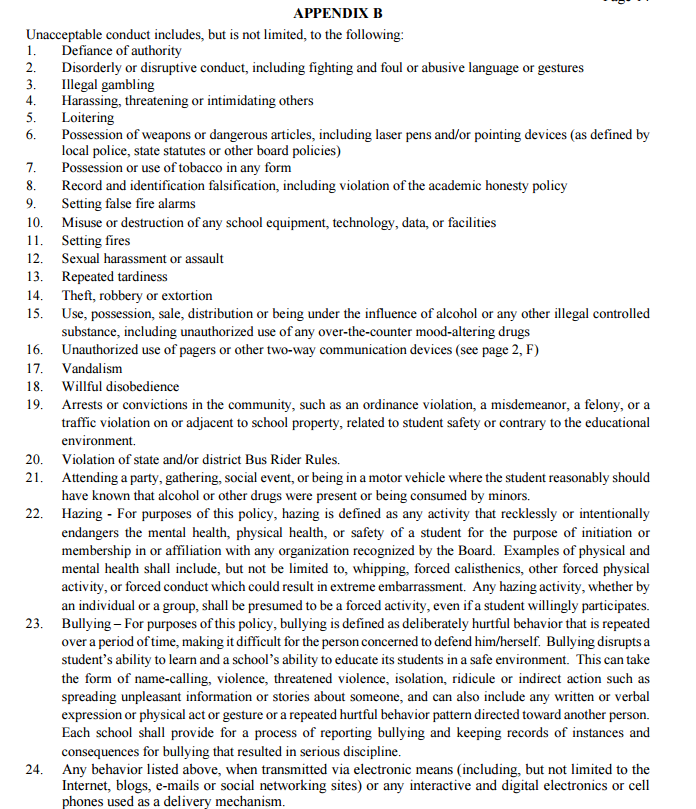 APPENDIX B
Unacceptable conduct includes, but is not limited, to the following:
1. Defiance of authority
2. Disorderly or disruptive conduct, including fighting and foul or abusive language or gestures
3. Illegal gambling
4. Harassing, threatening or intimidating others
5. Loitering
6. Possession of weapons or dangerous articles, including laser pens and/or pointing devices (as defined by
local police, state statutes or other board policies)
7. Possession or use of tobacco in any form
8. Record and identification falsification, including violation of the academic honesty policy
9. Setting false fire alarms
10. Misuse or destruction of any school equipment, technology, data, or facilities
11. Setting fires
12. Sexual harassment or assault
13. Repeated tardiness
14. Theft, robbery or extortion
15. Use, possession, sale, distribution or being under the influence of alcohol or any other illegal controlled
substance, including unauthorized use of any over-the-counter mood-altering drugs
16. Unauthorized use of pagers or other two-way communication devices (see page 2, F)
17. Vandalism
18. Willful disobedience
19. Arrests or convictions in the community, such as an ordinance violation, a misdemeanor, a felony, or a
traffic violation on or adjacent to school property, related to student safety or contrary to the educational
environment.
20. Violation of state and/or district Bus Rider Rules.
21. Attending a party, gathering, social event, or being in a motor vehicle where the student reasonably should
have known that alcohol or other drugs were present or being consumed by minors.
22. Hazing - For purposes of this policy, hazing is defined as any activity that recklessly or intentionally
endangers the mental health, physical health, or safety of a student for the purpose of initiation or
membership in or affiliation with any organization recognized by the Board. Examples of physical and
mental health shall include, but not be limited to, whipping, forced calisthenics, other forced physical
activity, or forced conduct which could result in extreme embarrassment. Any hazing activity, whether by
an individual or a group, shall be presumed to be a forced activity, even if a student willingly participates.
23. Bullying – For purposes of this policy, bullying is defined as deliberately hurtful behavior that is repeated
over a period of time, making it difficult for the person concerned to defend him/herself. Bullying disrupts a
student's ability to learn and a school's ability to educate its students in a safe environment. This can take
the form of name-calling, violence, threatened violence, isolation, ridicule or indirect action such as
spreading unpleasant information or stories about someone, and can also include any written or verbal
expression or physical act or gesture or a repeated hurtful behavior pattern directed toward another person.
Each school shall provide for a process of reporting bullying and keeping records of instances and
consequences for bullying that resulted in serious discipline.
24. Any behavior listed above, when transmitted via electronic means (including, but not limited to the
Internet, blogs, e-mails or social networking sites) or any interactive and digital electronics or cell
phones used as a delivery mechanism.